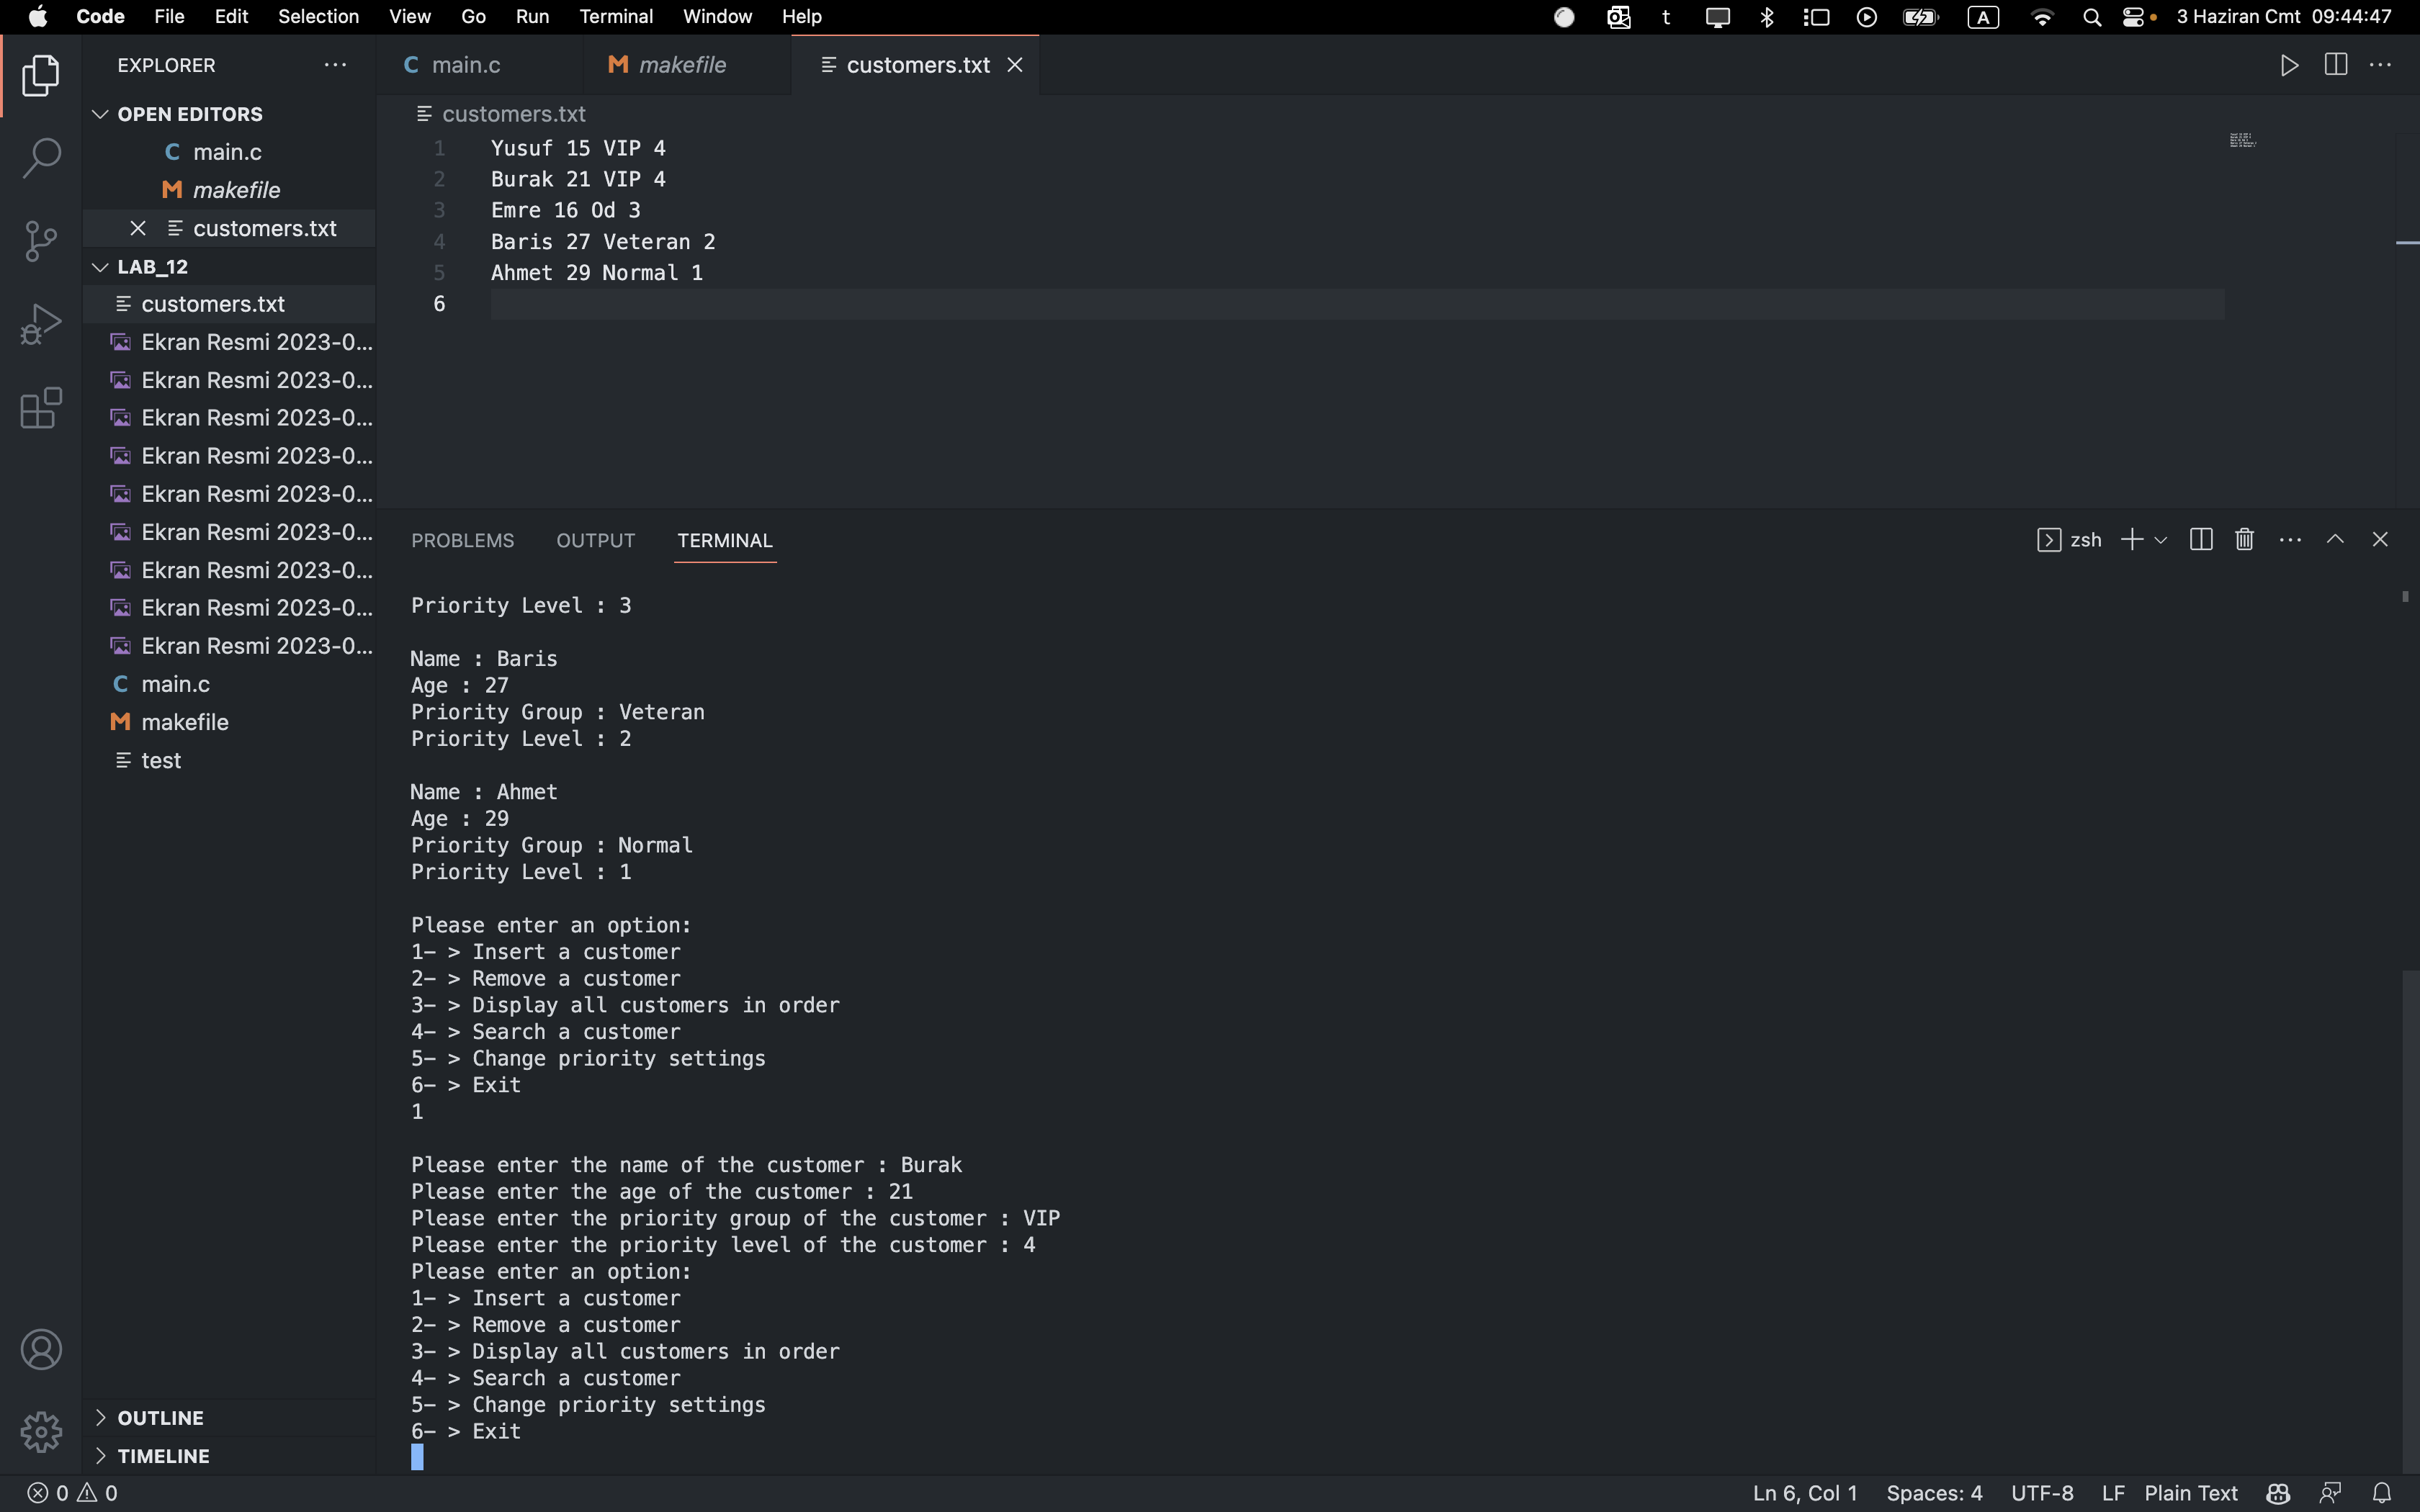 Code File Edit Selection View Go Run Terminal Window Help t A 3 Haziran Cmt 09:44:47
EXPLORER
OPEN EDITORS
C main.c
M makefile
customers.txt
LAB_12
customers.txt
Ekran Resmi 2023-0...
Ekran Resmi 2023-0...
Ekran Resmi 2023-0...
Ekran Resmi 2023-0...
Ekran Resmi 2023-0...
Ekran Resmi 2023-0...
Ekran Resmi 2023-0...
Ekran Resmi 2023-0...
Ekran Resmi 2023-0...
C main.c
M makefile
test
OUTLINE
TIMELINE
C main.c M makefile customers.txt
customers.txt
1 Yusuf 15 VIP 4
2 Burak 21 VIP 4
3 Emre 16 Od 3
4 Baris 27 Veteran 2
5 Ahmet 29 Normal 1
6
PROBLEMS OUTPUT TERMINAL zsh
Priority Level : 3
Name : Baris
Age : 27
Priority Group : Veteran
Priority Level : 2
Name : Ahmet
Age : 29
Priority Group : Normal
Priority Level : 1
Please enter an option:
1- > Insert a customer
2- > Remove a customer
3- > Display all customers in order
4- > Search a customer
5- > Change priority settings
6- > Exit
1
Please enter the name of the customer : Burak
Please enter the age of the customer : 21
Please enter the priority group of the customer : VIP
Please enter the priority level of the customer : 4
Please enter an option:
1- > Insert a customer
2- > Remove a customer
3- > Display all customers in order
4- > Search a customer
5- > Change priority settings
6- > Exit
0 0 Ln 6, Col 1 Spaces: 4 UTF-8 LF Plain Text